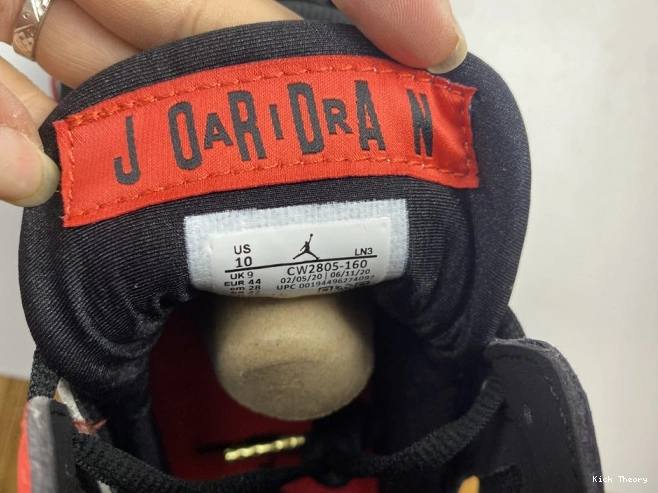 J OARIDRA N
US
10
LN3
UK 9
CW2805-160
EUR 44
02/05/20 | 06/11/20
cm 28
UPC 00194496274092
Kick Theory